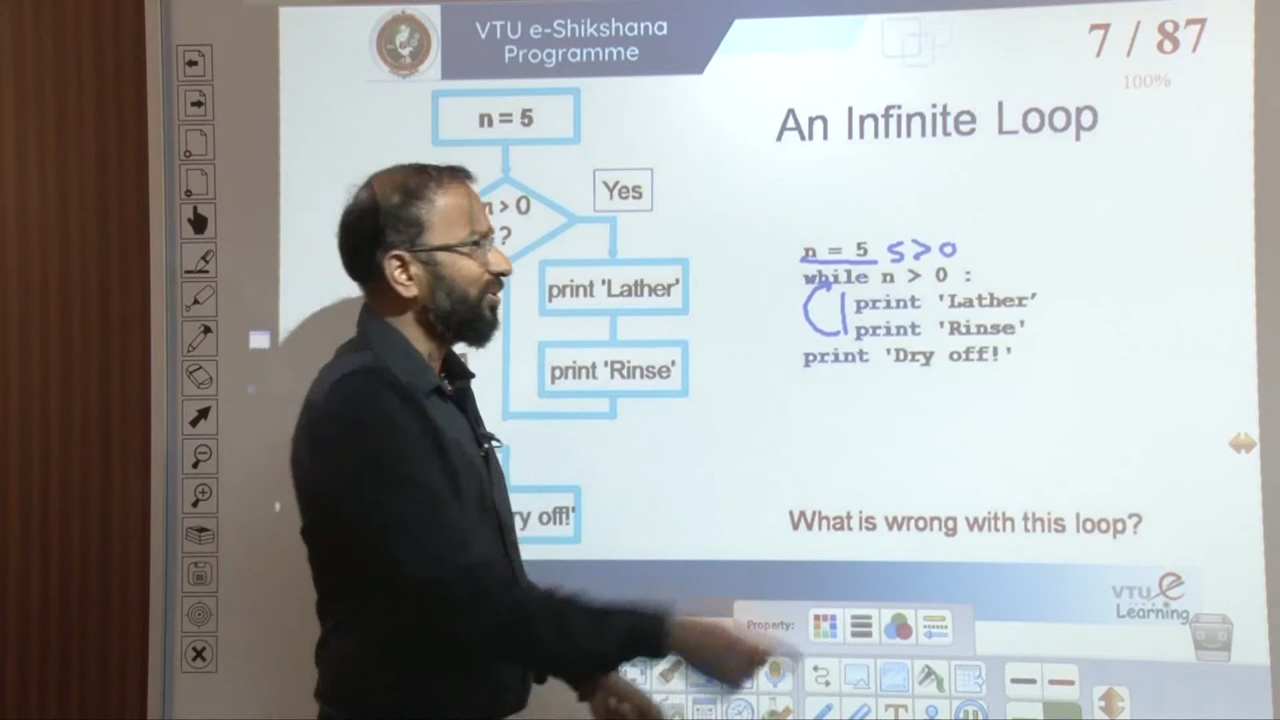 VTU e-Shikshana
Programme
7 / 87
100%
An Infinite Loop
n = 5
n > 0
?
Yes
print 'Lather'
print 'Rinse'
ry off!'
n = 5 5>0
while n > 0 :
print 'Lather’
print 'Rinse'
print 'Dry off!'
What is wrong with this loop?
VTU e
Learning
Property: